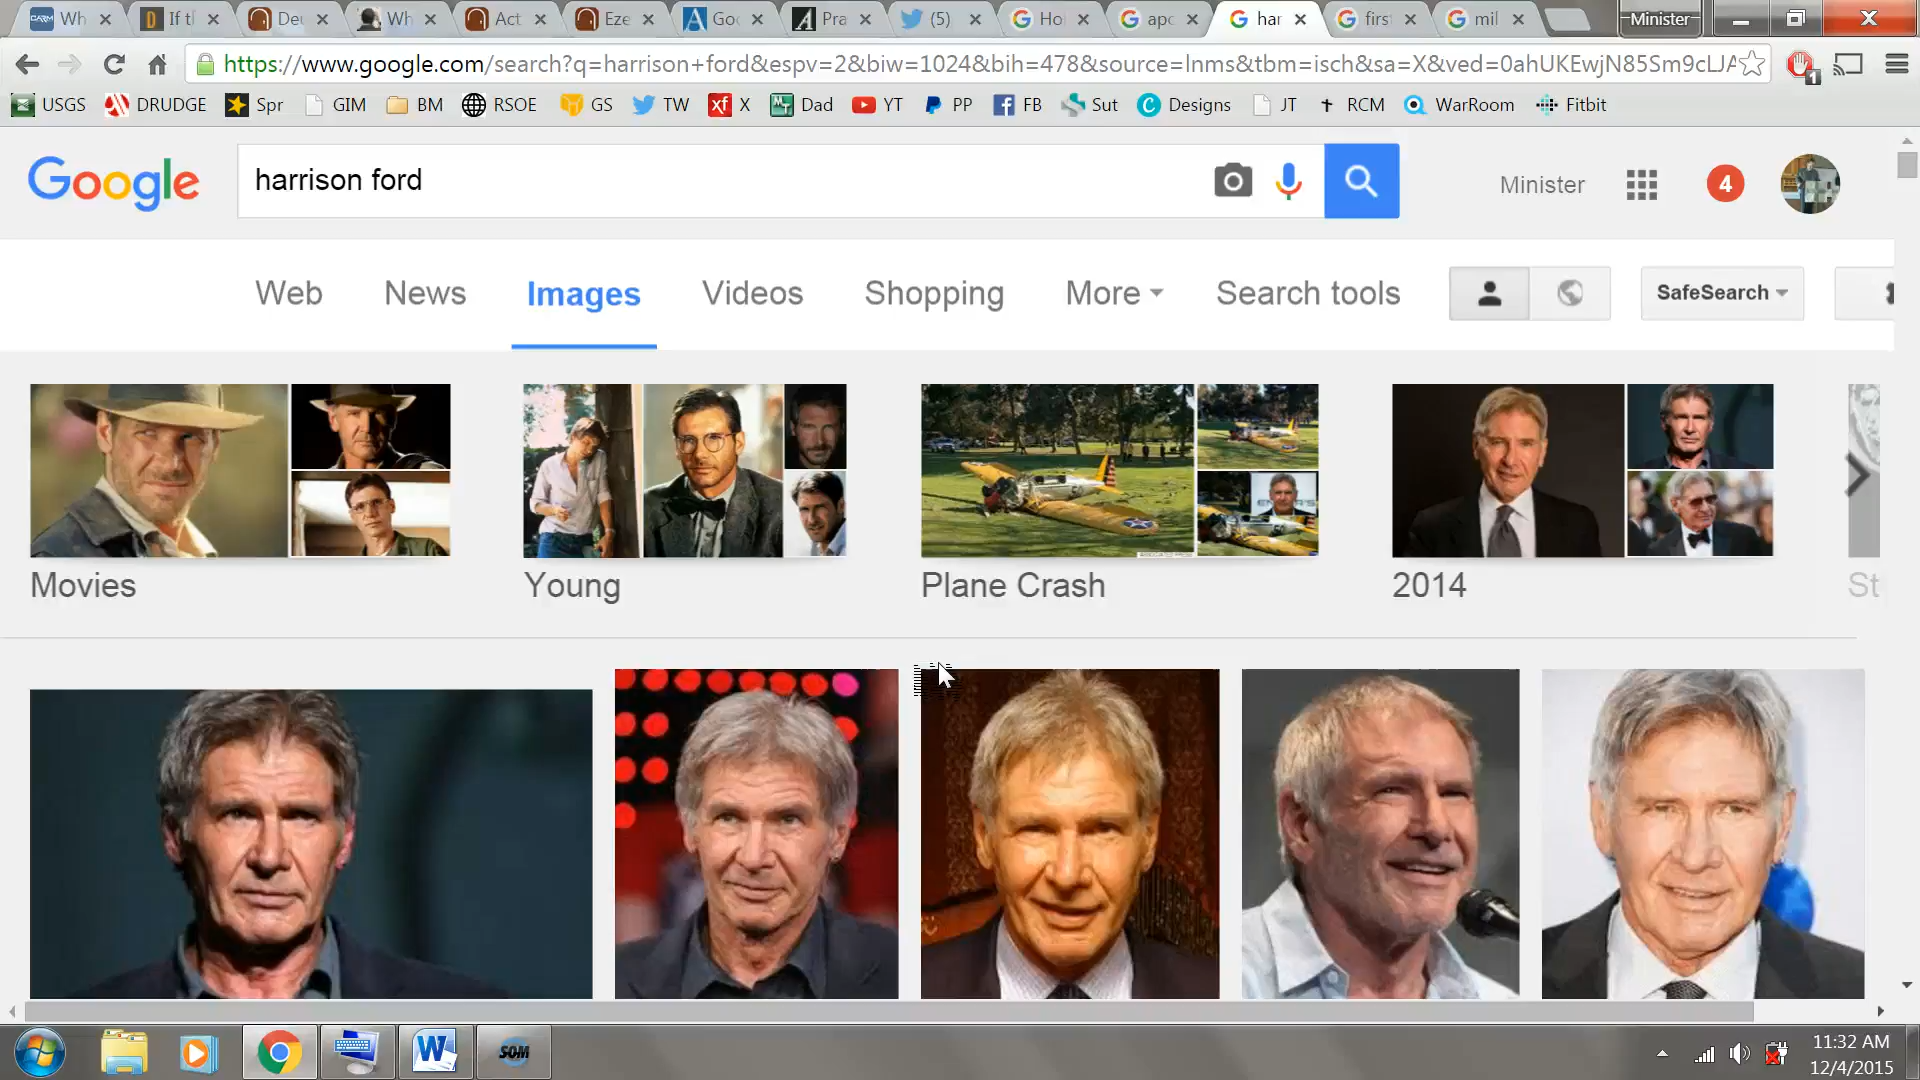 Wh If t Deu Wh Act Eze Goo Pra (5) Hol apo har first mil Minister
https://www.google.com/search?q=harrison+ford&espv=2&biw=1024&bih=478&source=lnms&tbm=isch&sa=X&ved=0ahUKEwjN85Sm9cLJA
USGS DRUDGE Spr GIM BM RSOE GS TW xf X Dad YT PP FB Sut Designs JT RCM WarRoom Fitbit
Google harrison ford Minister 4
Web News Images Videos Shopping More Search tools SafeSearch
Movies Young Plane Crash 2014 St
SOM
11:32 AM
12/4/2015